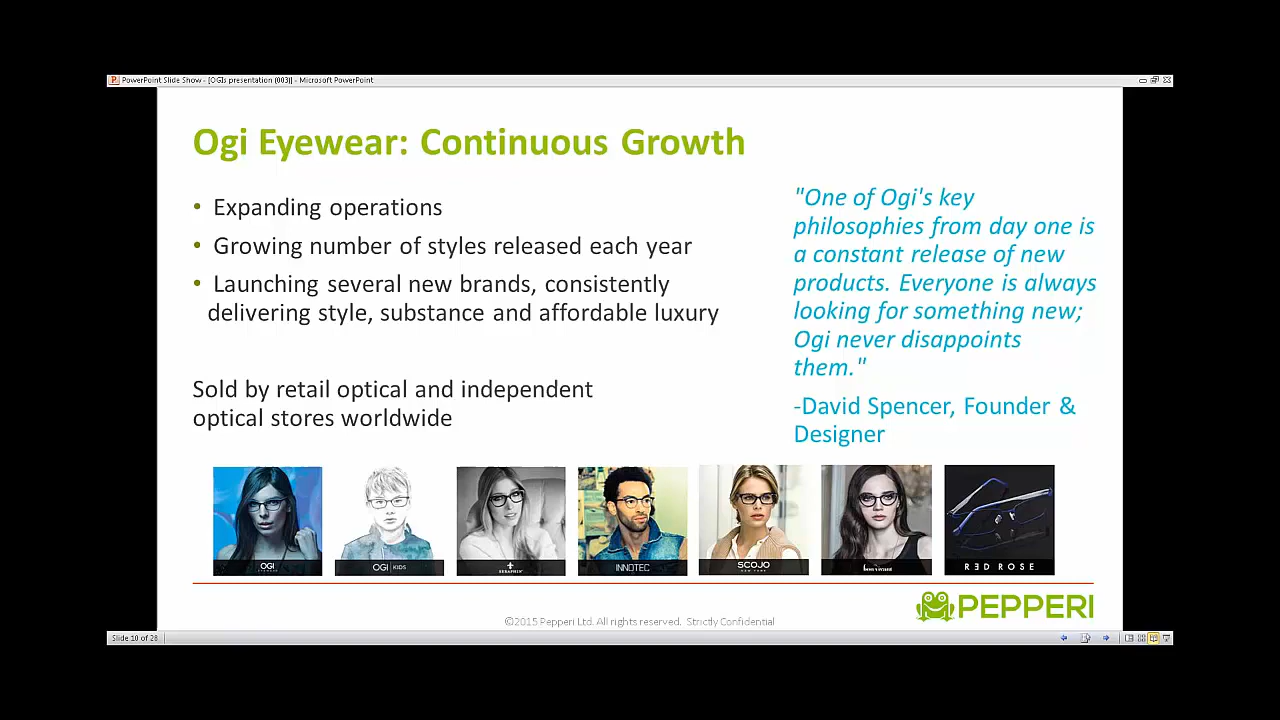 PowerPoint Slide Show - [OGIs presentation (003)] - Microsoft PowerPoint
Ogi Eyewear: Continuous Growth
• Expanding operations
• Growing number of styles released each year
• Launching several new brands, consistently
delivering style, substance and affordable luxury
Sold by retail optical and independent
optical stores worldwide
"One of Ogi's key
philosophies from day one is
a constant release of new
products. Everyone is always
looking for something new;
Ogi never disappoints
them."
-David Spencer, Founder &
Designer
OGI
OGI KIDS
SERAPHIN
INNOTEC
SCOJO
NEW YORK
RED ROSE
PEPPERI
©2015 Pepperi Ltd. All rights reserved. Strictly Confidential
Slide 10 of 28